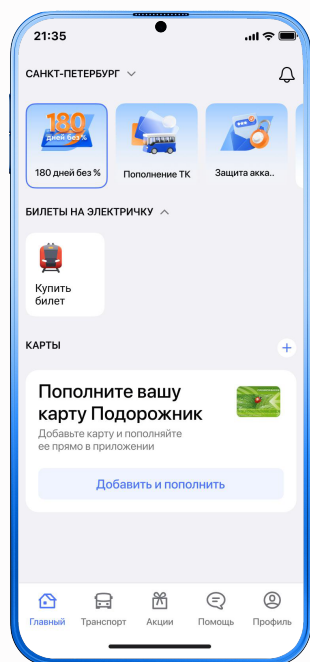 21:35
САНКТ-ПЕТЕРБУРГ
180
дней без %
180 дней без %
Пополнение ТК
Защита акка..
БИЛЕТЫ НА ЭЛЕКТРИЧКУ
Купить
билет
КАРТЫ
Пополните вашу
карту Подорожник
Добавьте карту и пополняйте
ее прямо в приложении
Добавить и пополнить
Главный
Транспорт
Акции
Помощь
Профиль